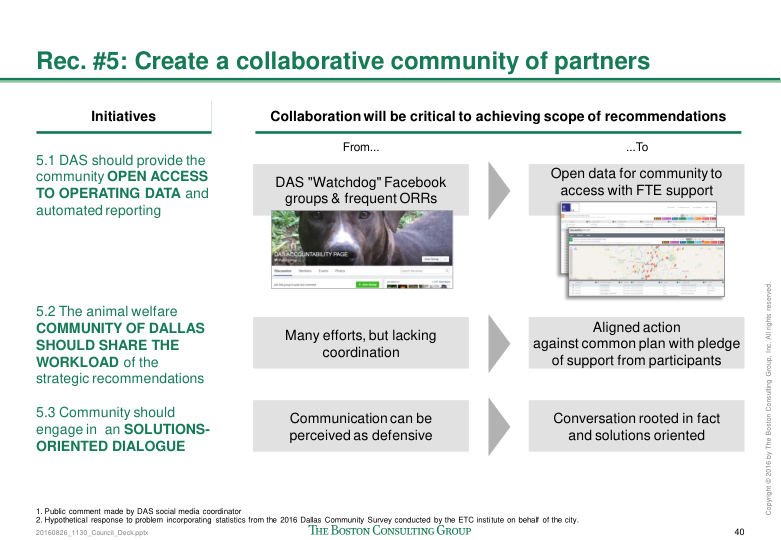 Rec. #5: Create a collaborative community of partners
Initiatives
Collaboration will be critical to achieving scope of recommendations
From...
...To
5.1 DAS should provide the
community OPEN ACCESS
TO OPERATING DATA and
automated reporting
DAS "Watchdog" Facebook
groups & frequent ORRs
Open data for community to
access with FTE support
DAS ACCOUNTABILITY PAGE
5.2 The animal welfare
COMMUNITY OF DALLAS
SHOULD SHARE THE
WORKLOAD of the
strategic recommendations
Many efforts, but lacking
coordination
Aligned action
against common plan with pledge
of support from participants
5.3 Community should
engage in an SOLUTIONS-
ORIENTED DIALOGUE
Communication can be
perceived as defensive
Conversation rooted in fact
and solutions oriented
1. Public comment made by DAS social media coordinator
2. Hypothetical response to problem incorporating statistics from the 2016 Dallas Community Survey conducted by the ETC institute on behalf of the city.
20160826_1130_Council_Deck.pptx
THE BOSTON CONSULTING GROUP
40
Copyright © 2016 by The Boston Consulting Group, Inc. All rights reserved.